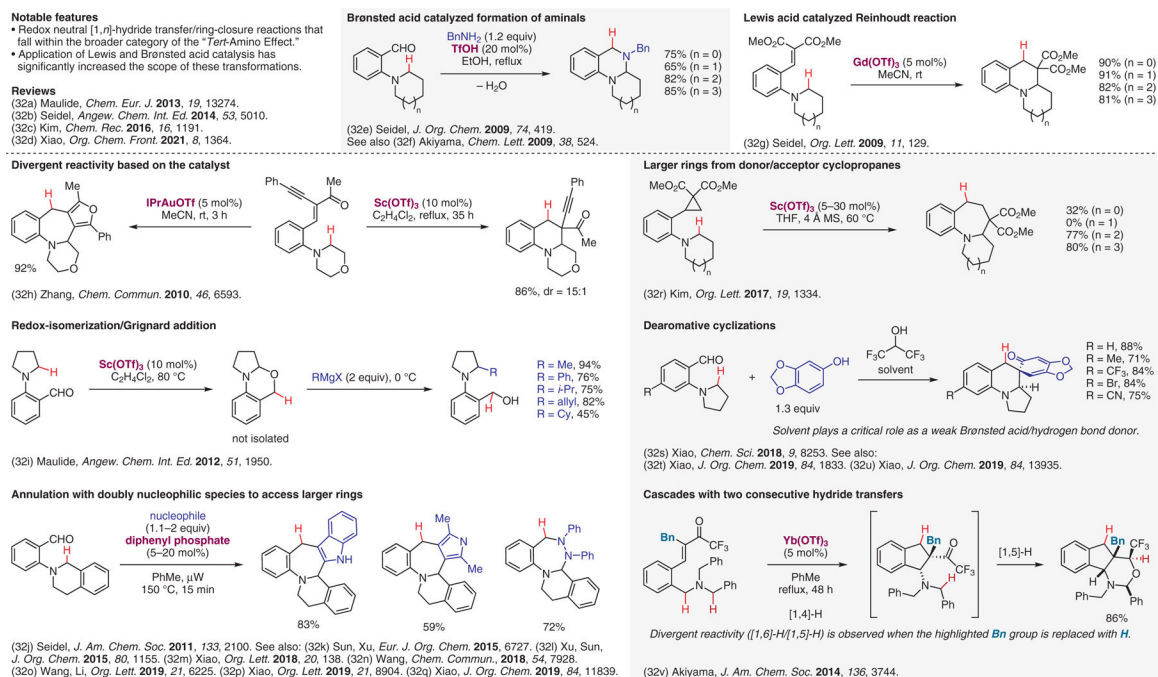 Notable features
• Redox neutral [1,n]-hydride transfer/ring-closure reactions that
fall within the broader category of the "Tert-Amino Effect."
• Application of Lewis and Brønsted acid catalysis has
significantly increased the scope of these transformations.
Reviews
(32a) Maulide, Chem. Eur. J. 2013, 19, 13274.
(32b) Seidel, Angew. Chem. Int. Ed. 2014, 53, 5010.
(32c) Kim, Chem. Rec. 2016, 16, 1191.
(32d) Xiao, Org. Chem. Front. 2021, 8, 1364.
Brønsted acid catalyzed formation of aminals
CHO
H
N
n
BnNH2 (1.2 equiv)
TfOH (20 mol%)
EtOH, reflux
– H2O
H
N
Bn
N
n
75% (n = 0)
65% (n = 1)
82% (n = 2)
85% (n = 3)
(32e) Seidel, J. Org. Chem. 2009, 74, 419.
See also (32f) Akiyama, Chem. Lett. 2009, 38, 524.
Lewis acid catalyzed Reinhoudt reaction
MeO2C
CO2Me
H
N
n
Gd(OTf)3 (5 mol%)
MeCN, rt
H
CO2Me
CO2Me
N
n
90% (n = 0)
91% (n = 1)
82% (n = 2)
81% (n = 3)
(32g) Seidel, Org. Lett. 2009, 11, 129.
Divergent reactivity based on the catalyst
Me
H
O
Ph
N
O
92%
IPrAuOTf (5 mol%)
MeCN, rt, 3 h
Ph
Me
O
H
N
O
Sc(OTf)3 (10 mol%)
C2H4Cl2, reflux, 35 h
Ph
H
O
Me
N
O
86%, dr = 15:1
(32h) Zhang, Chem. Commun. 2010, 46, 6593.
Larger rings from donor/acceptor cyclopropanes
MeO2C
CO2Me
H
N
n
Sc(OTf)3 (5–30 mol%)
THF, 4 Å MS, 60 °C
H
CO2Me
CO2Me
N
n
32% (n = 0)
0% (n = 1)
77% (n = 2)
80% (n = 3)
(32r) Kim, Org. Lett. 2017, 19, 1334.
Redox-isomerization/Grignard addition
H
N
CHO
Sc(OTf)3 (10 mol%)
C2H4Cl2, 80 °C
N
O
H
not isolated
RMgX (2 equiv), 0 °C
N
R
OH
H
R = Me, 94%
R = Ph, 76%
R = i-Pr, 75%
R = allyl, 82%
R = Cy, 45%
(32i) Maulide, Angew. Chem. Int. Ed. 2012, 51, 1950.
Dearomative cyclizations
CHO
H
R
N
+
O
O
OH
1.3 equiv
OH
F3C
CF3
solvent
H
O
O
O
H
R
N
R = H, 88%
R = Me, 71%
R = CF3, 84%
R = Br, 84%
R = CN, 75%
Solvent plays a critical role as a weak Brønsted acid/hydrogen bond donor.
(32s) Xiao, Chem. Sci. 2018, 9, 8253. See also:
(32t) Xiao, J. Org. Chem. 2019, 84, 1833. (32u) Xiao, J. Org. Chem. 2019, 84, 13935.
Annulation with doubly nucleophilic species to access larger rings
CHO
H
N
nucleophile
(1.1–2 equiv)
diphenyl phosphate
(5–20 mol%)
PhMe, μW
150 °C, 15 min
H
NH
N
83%
Me
H
N
Me
N
59%
H
Ph
N
N
Ph
N
72%
(32j) Seidel, J. Am. Chem. Soc. 2011, 133, 2100. See also: (32k) Sun, Xu, Eur. J. Org. Chem. 2015, 6727. (32l) Xu, Sun,
J. Org. Chem. 2015, 80, 1155. (32m) Xiao, Org. Lett. 2018, 20, 138. (32n) Wang, Chem. Commun., 2018, 54, 7928.
(32o) Wang, Li, Org. Lett. 2019, 21, 6225. (32p) Xiao, Org. Lett. 2019, 21, 8904. (32q) Xiao, J. Org. Chem. 2019, 84, 11839.
Cascades with two consecutive hydride transfers
Bn
O
CF3
N
Ph
H
H
Ph
Yb(OTf)3
(5 mol%)
PhMe
reflux, 48 h
[1,4]-H
H
Bn
O
CF3
H
N
Ph
Ph
[1,5]-H
H
Bn
CF3
H
O
H
N
Ph
Ph
86%
Divergent reactivity ([1,6]-H/[1,5]-H) is observed when the highlighted Bn group is replaced with H.
(32v) Akiyama, J. Am. Chem. Soc. 2014, 136, 3744.